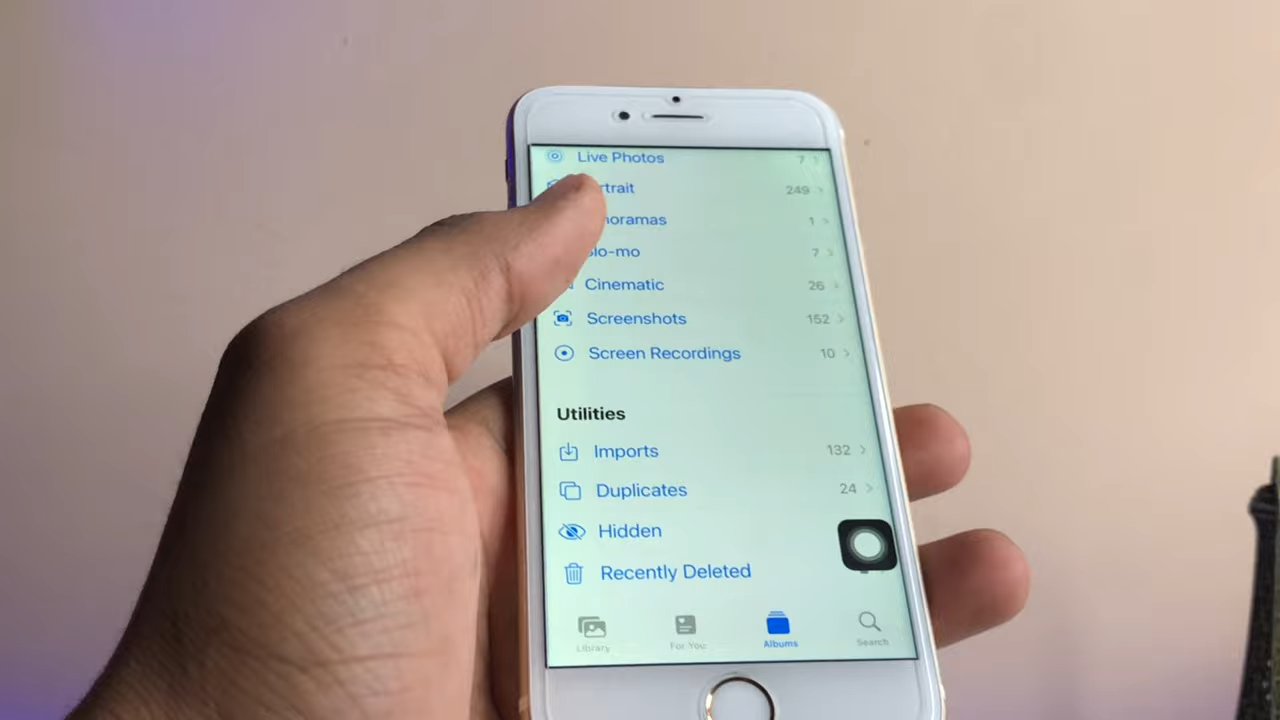 Live Photos 7
rtrait 249
noramas 1
lo-mo 7
Cinematic 26
Screenshots 152
Screen Recordings 10
Utilities
Imports 132
Duplicates 24
Hidden
Recently Deleted
Library For You Albums Search